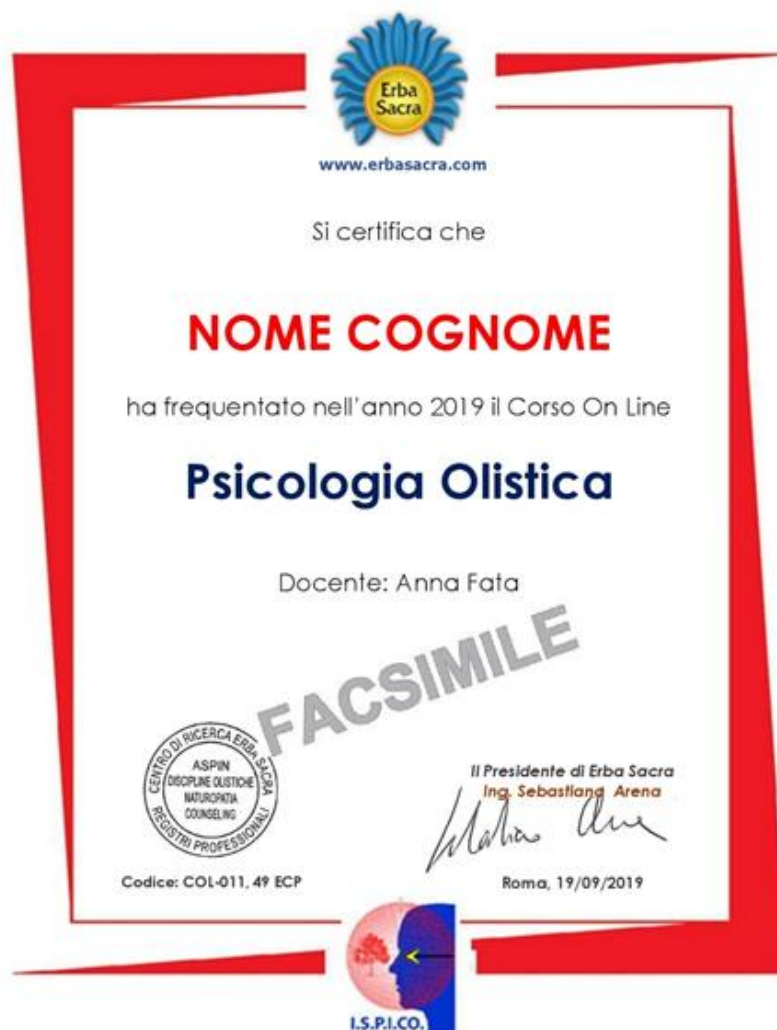 Erba
Sacra
www.erbasacra.com
Si certifica che
NOME COGNOME
ha frequentato nell'anno 2019 il Corso On Line
Psicologia Olistica
Docente: Anna Fata
FACSIMILE
CENTRO DI RICERCA ERBA SACRA
ASPIN
DISCIPLINE OLISTICHE
NATUROPATIA
COUNSELING
REGISTRI PROFESSIONALI
Il Presidente di Erba Sacra
Ing. Sebastiano Arena
Codice: COL-011, 49 ECP
Roma, 19/09/2019
I.S.P.I.CO.